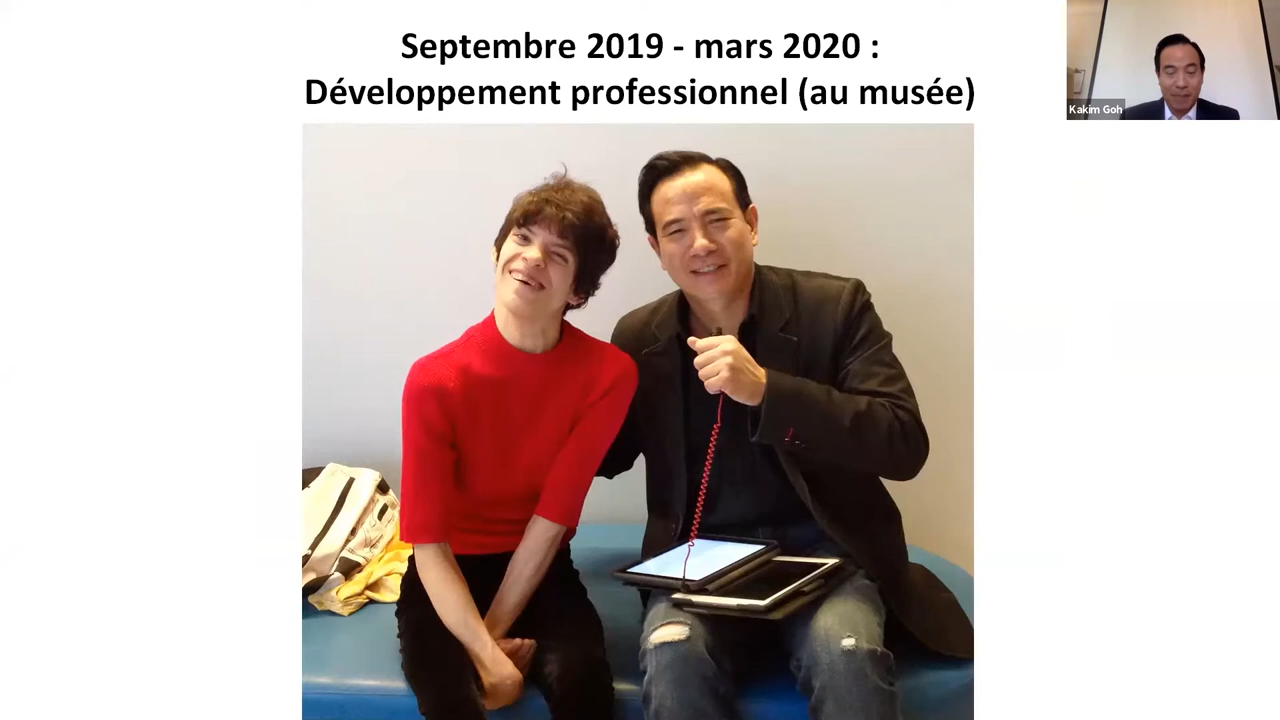 Septembre 2019 - mars 2020 :
Développement professionnel (au musée)
Kakim Goh